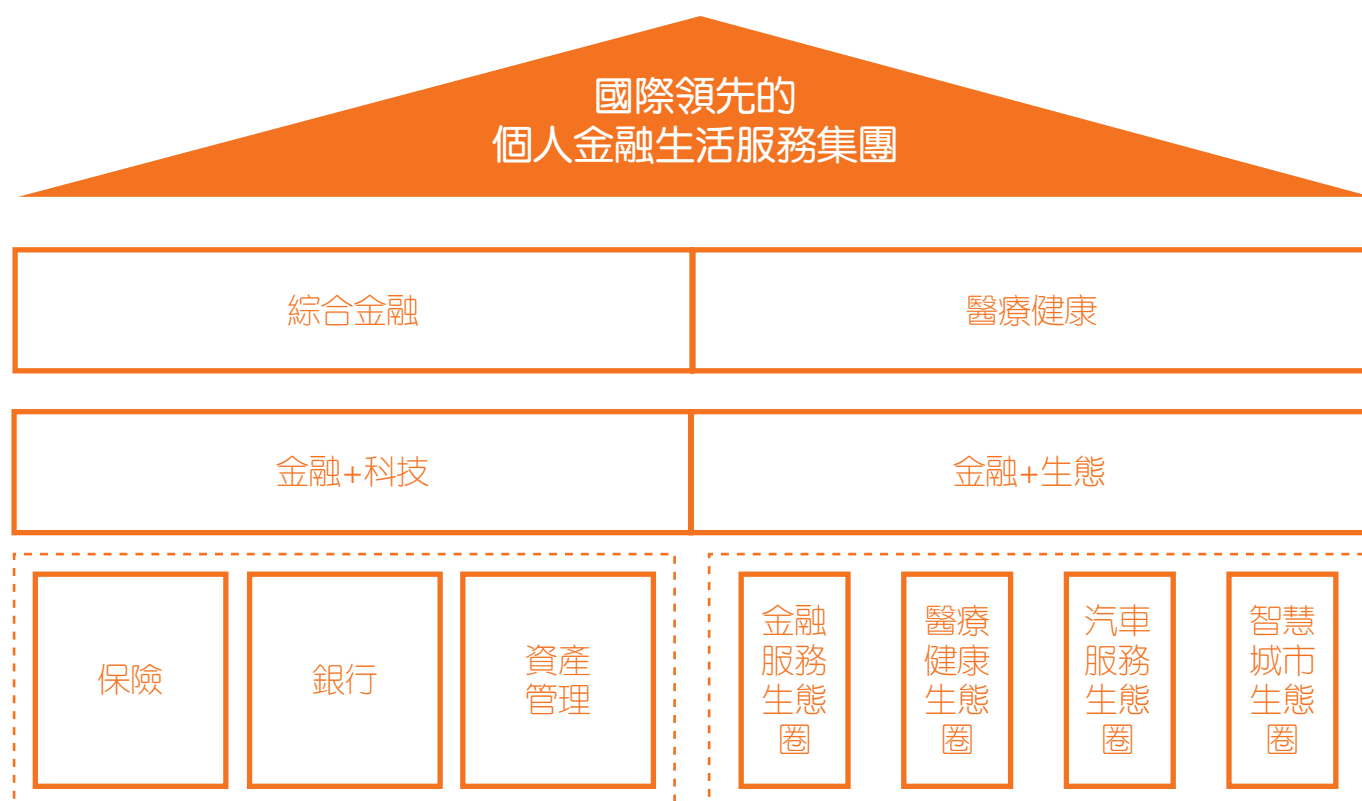 國際領先的
個人金融生活服務集團
綜合金融
醫療健康
金融+科技
金融+生態
保險
銀行
資產
管理
金融
服務
生態
圈
醫療
健康
生態
圈
汽車
服務
生態
圈
智慧
城市
生態
圈